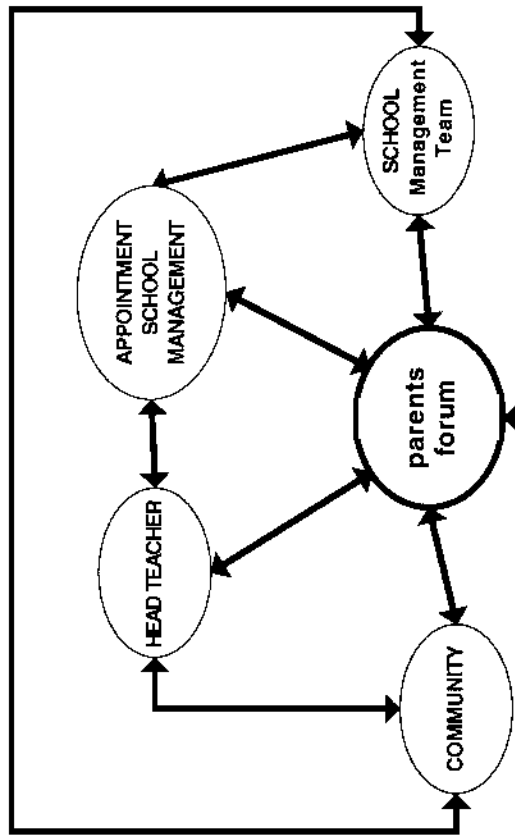 APPOINTMENT
SCHOOL
MANAGEMENT
HEAD TEACHER
SCHOOL
Management
Team
parents
forum
COMMUNITY